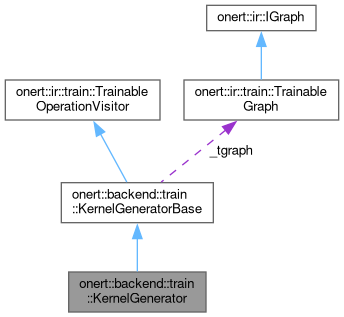 onert::ir::IGraph
onert::ir::train::Trainable
OperationVisitor
onert::ir::train::Trainable
Graph
_tgraph
onert::backend::train
::KernelGeneratorBase
onert::backend::train
::KernelGenerator